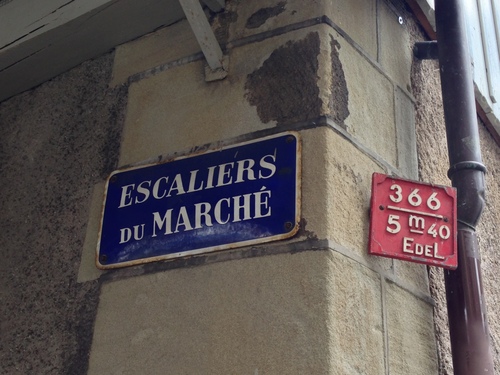 ESCALIERS
DU MARCHÉ
366
5 m 40
EDEL